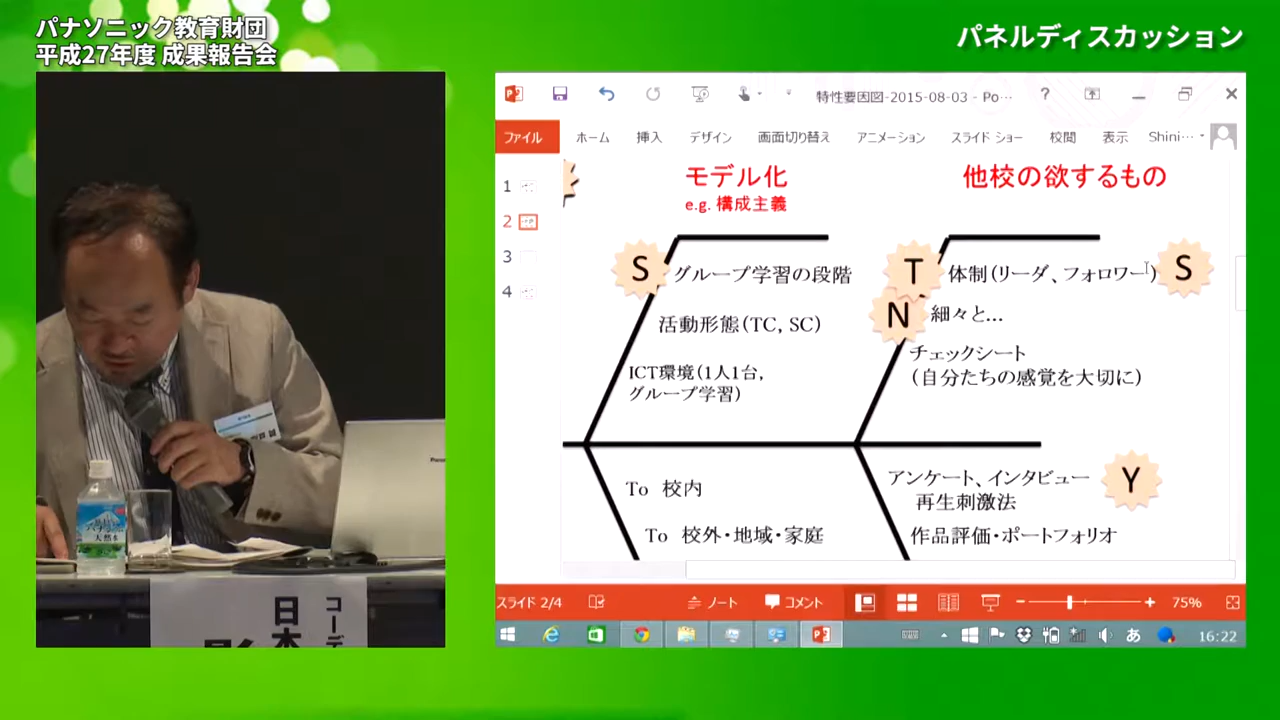 パナソニック教育財団
平成27年度 成果報告会
パネルディスカッション
特性要因図-2015-08-03 - Po…
?
ファイル
ホーム
挿入
デザイン
画面切り替え
アニメーション
スライド ショー
校閲
表示
Shini…
1
2
3
4
モデル化
e.g. 構成主義
他校の欲するもの
S
グループ学習の段階
活動形態(TC, SC)
ICT環境(1人1台,
グループ学習)
T
体制(リーダ、フォロワー)
S
N
細々と…
チェックシート
(自分たちの感覚を大切に)
To 校内
To 校外・地域・家庭
アンケート、インタビュー
再生刺激法
Y
作品評価・ポートフォリオ
スライド 2/4
ノート
コメント
75%
あ
16:22
天然水
コーデ
日本